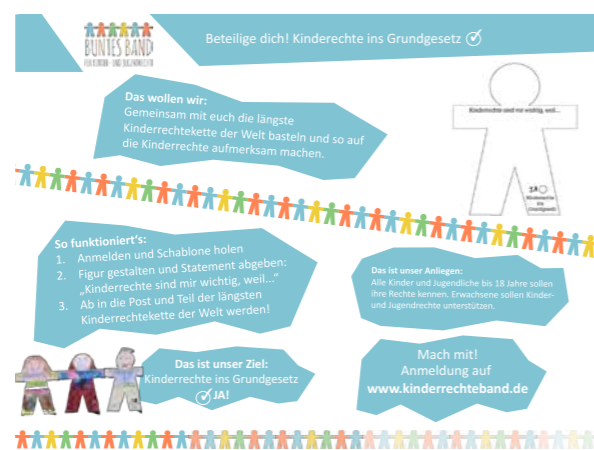 BUNTES BAND
FÜR KINDER- UND JUGENDRECHTE
Beteilige dich! Kinderechte ins Grundgesetz
Das wollen wir:
Gemeinsam mit euch die längste
Kinderrechtekette der Welt basteln und so auf
die Kinderrechte aufmerksam machen.
Kinderrechte sind mir wichtig, weil...
JA
Kinderrechte
ins
Grundgesetz
So funktioniert's:
1. Anmelden und Schablone holen
2. Figur gestalten und Statement abgeben:
„Kinderrechte sind mir wichtig, weil..."
3. Ab in die Post und Teil der längsten
Kinderrechtekette der Welt werden!
Das ist unser Anliegen:
Alle Kinder und Jugendliche bis 18 Jahre sollen
ihre Rechte kennen. Erwachsene sollen Kinder-
und Jugendrechte unterstützen.
Das ist unser Ziel:
Kinderrechte ins Grundgesetz
JA!
Mach mit!
Anmeldung auf
www.kinderrechteband.de